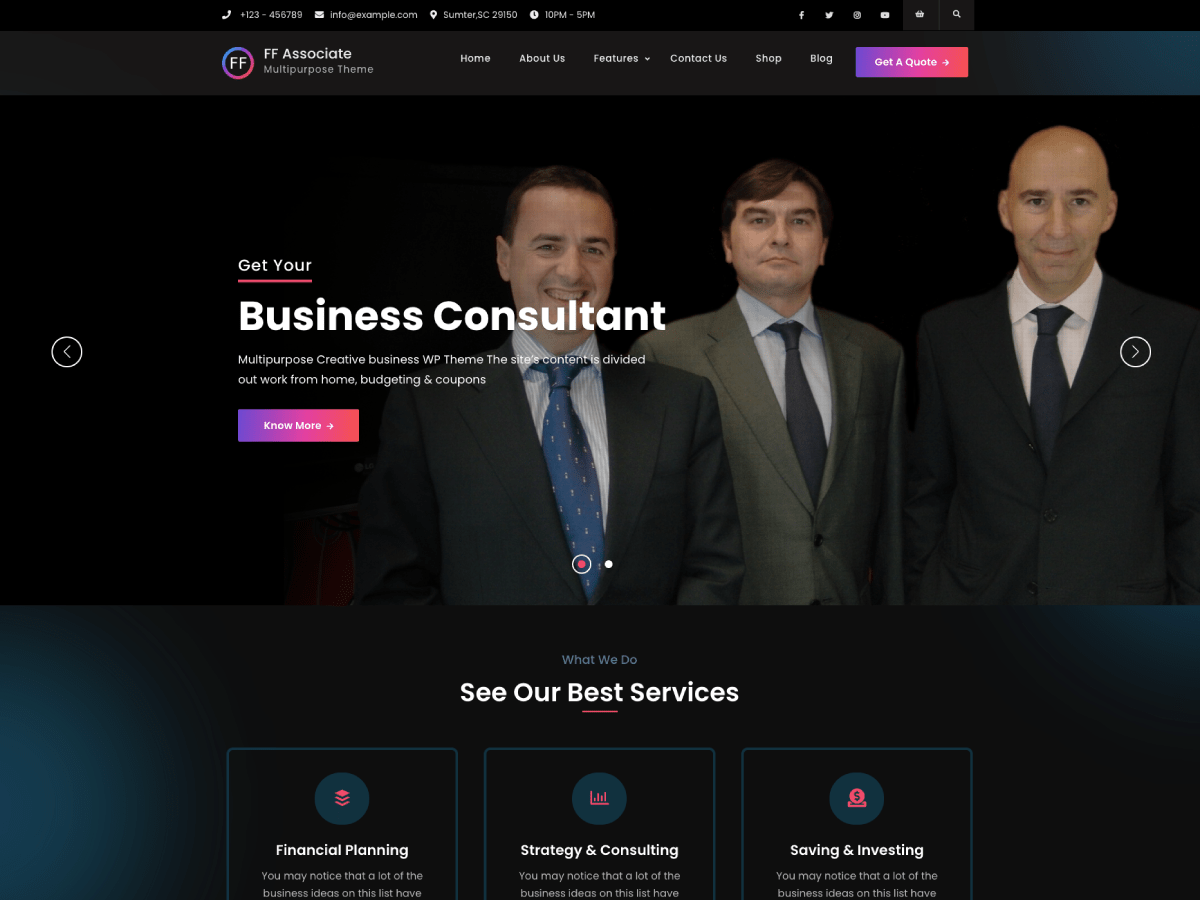 +123 - 456789 info@example.com Sumter,SC 29150 10PM - 5PM
FF FF Associate
Multipurpose Theme
Home About Us Features Contact Us Shop Blog Get A Quote →
Get Your
Business Consultant
Multipurpose Creative business WP Theme The site's content is divided
out work from home, budgeting & coupons
Know More →
What We Do
See Our Best Services
Financial Planning
You may notice that a lot of the
business ideas on this list have
Strategy & Consulting
You may notice that a lot of the
business ideas on this list have
Saving & Investing
You may notice that a lot of the
business ideas on this list have